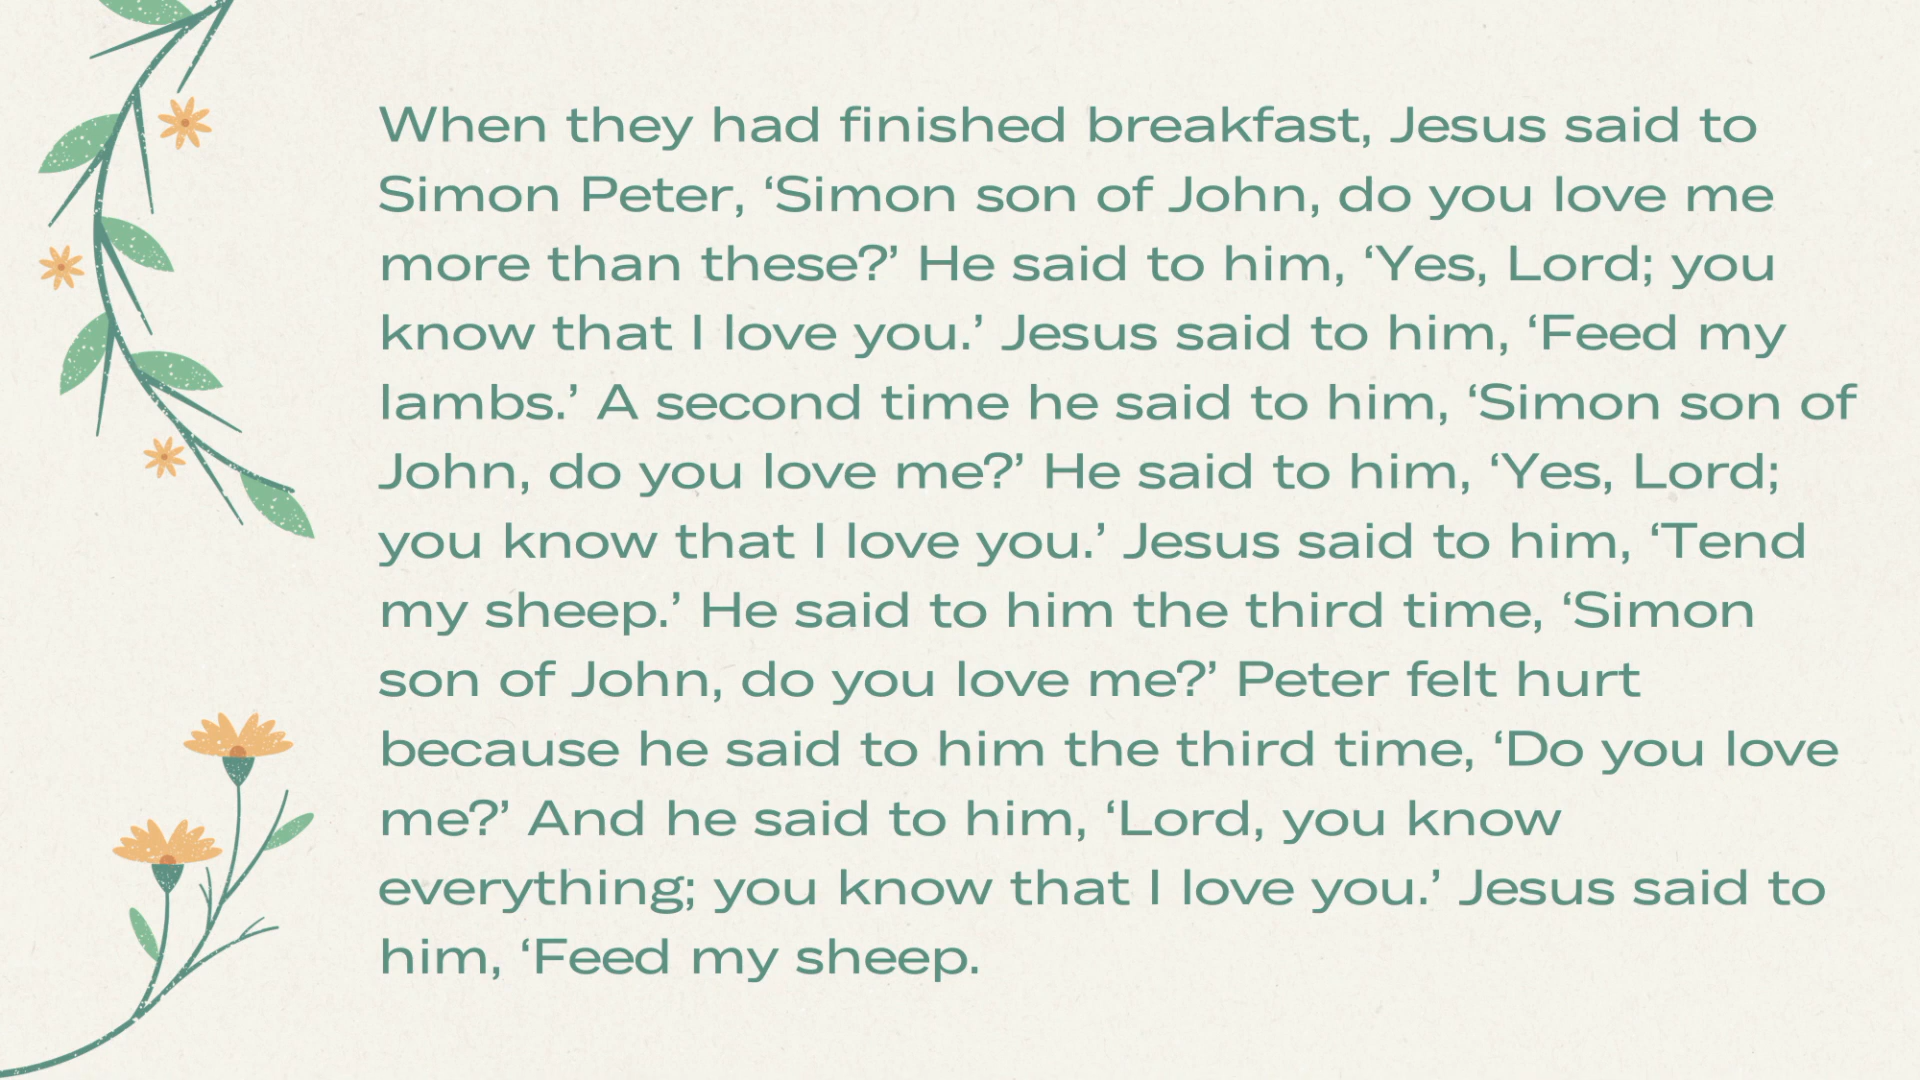 When they had finished breakfast, Jesus said to
Simon Peter, ‘Simon son of John, do you love me
more than these?’ He said to him, ‘Yes, Lord; you
know that I love you.’ Jesus said to him, ‘Feed my
lambs.’ A second time he said to him, ‘Simon son of
John, do you love me?’ He said to him, ‘Yes, Lord;
you know that I love you.’ Jesus said to him, ‘Tend
my sheep.’ He said to him the third time, ‘Simon
son of John, do you love me?’ Peter felt hurt
because he said to him the third time, ‘Do you love
me?’ And he said to him, ‘Lord, you know
everything; you know that I love you.’ Jesus said to
him, ‘Feed my sheep.